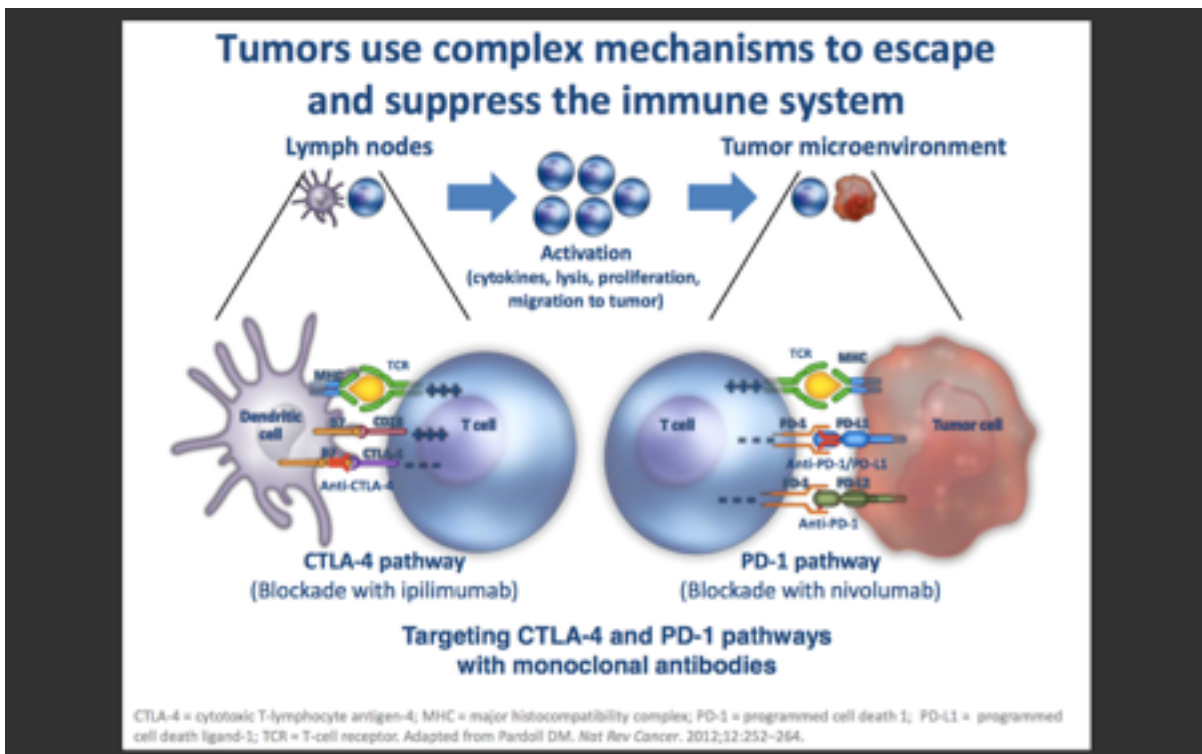 Tumors use complex mechanisms to escape
and suppress the immune system
Lymph nodes
Tumor microenvironment
Activation
(cytokines, lysis, proliferation,
migration to tumor)
MHC
TCR
Dendritic
cell
B7
CD28
+++
+++
T cell
B7
CTLA-4
---
Anti-CTLA-4
TCR
MHC
+++
T cell
PD-1
PD-L1
Tumor cell
---
Anti-PD-1/PD-L1
PD-1
PD-L2
---
Anti-PD-1
CTLA-4 pathway
(Blockade with ipilimumab)
PD-1 pathway
(Blockade with nivolumab)
Targeting CTLA-4 and PD-1 pathways
with monoclonal antibodies
CTLA-4 = cytotoxic T-lymphocyte antigen-4; MHC = major histocompatibility complex; PD-1 = programmed cell death 1; PD-L1 = programmed
cell death ligand-1; TCR = T-cell receptor. Adapted from Pardoll DM. Nat Rev Cancer. 2012;12:252–264.